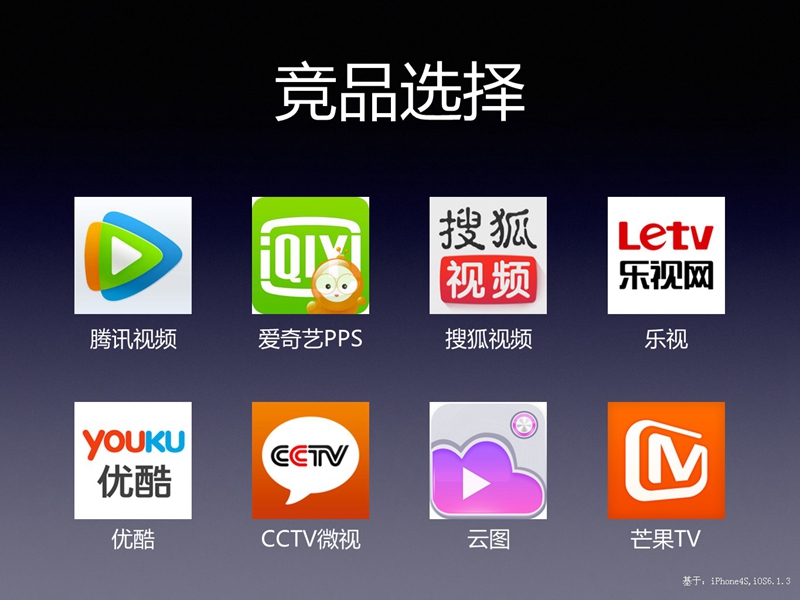 竞品选择
iQIYI
搜狐
视频
Letv
乐视网
腾讯视频
爱奇艺PPS
搜狐视频
乐视
YOUKU
优酷
CCTV
优酷
CCTV微视
云图
芒果TV
基于：iPhone4S,iOS6.1.3